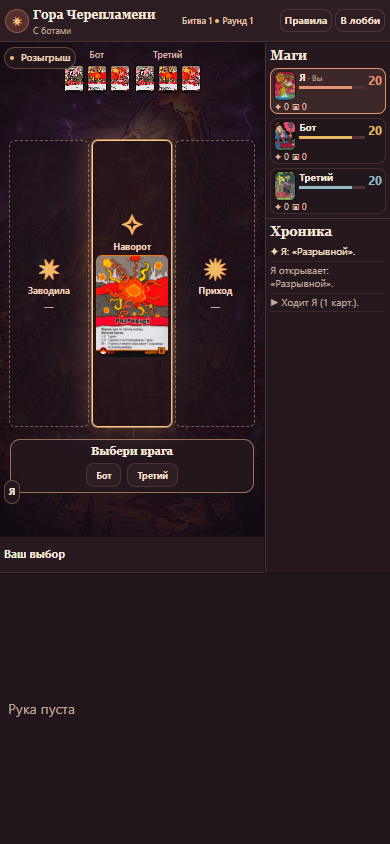 Гора Черепламени
С ботами
Битва 1 • Раунд 1
Правила
В лобби
Розыгрыш
Бот
Третий
Заводила
—
Наворот
РАЗРЫВНОЙ
Приход
—
Выбери врага
Бот
Третий
Я
Ваш выбор
Рука пуста
Маги
Я · Вы
20
0 0
Бот
20
0 0
Третий
20
0 0
Хроника
Я: «Разрывной».
Я открывает:
«Разрывной».
Ходит Я (1 карт.).